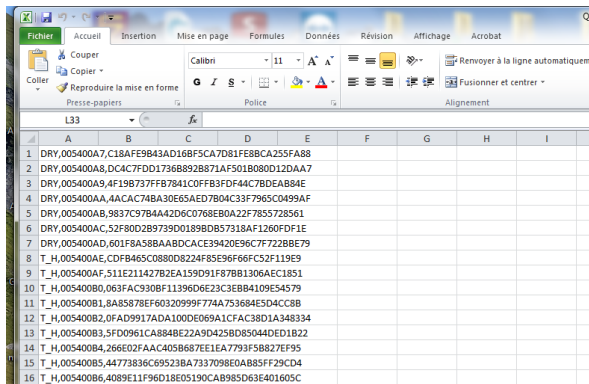 Q
Fichier Accueil Insertion Mise en page Formules Données Révision Affichage Acrobat
Couper
Copier
Reproduire la mise en forme
Coller
Presse-papiers
Calibri 11 A A
G I S A
Police
Renvoyer à la ligne automatiquem
Fusionner et centrer
Alignement
L33 fx
A B C D E F G H I
1 DRY,005400A7,C18AFE9B43AD16BF5CA7D81FE8BCA255FA88
2 DRY,005400A8,DC4C7FDD1736B892B871AF501B080D12DAA7
3 DRY,005400A9,4F19B737FFB7841C0FFB3FDF44C7BDEAB84E
4 DRY,005400AA,4ACAC74BA30E65AED7B04C33F7965C0499AF
5 DRY,005400AB,9837C97B4A42D6C0768EB0A22F7855728561
6 DRY,005400AC,52F80D2B9739D0189BDB57318AF1260FDF1E
7 DRY,005400AD,601F8A58BAABDCACE39420E96C7F722BBE79
8 T_H,005400AE,CDFB465C0880D8224F85E96F66FC52F119E9
9 T_H,005400AF,511E211427B2EA159D91F87BB1306AEC1851
10 T_H,005400B0,063FAC930BF11396D6E23C3EBB4109E54579
11 T_H,005400B1,8A85878EF60320999F774A753684E5D4CC8B
12 T_H,005400B2,0FAD9917ADA100DE069A1CFAC38D1A348334
13 T_H,005400B3,5FD0961CA884BE22A9D425BD85044DED1B22
14 T_H,005400B4,266E02FAAC405B687EE1EA7793F5B827EF95
15 T_H,005400B5,44773836C69523BA7337098E0AB85FF29CD4
16 T_H,005400B6,4089E11F96D18E05190CAB985D63E401605C